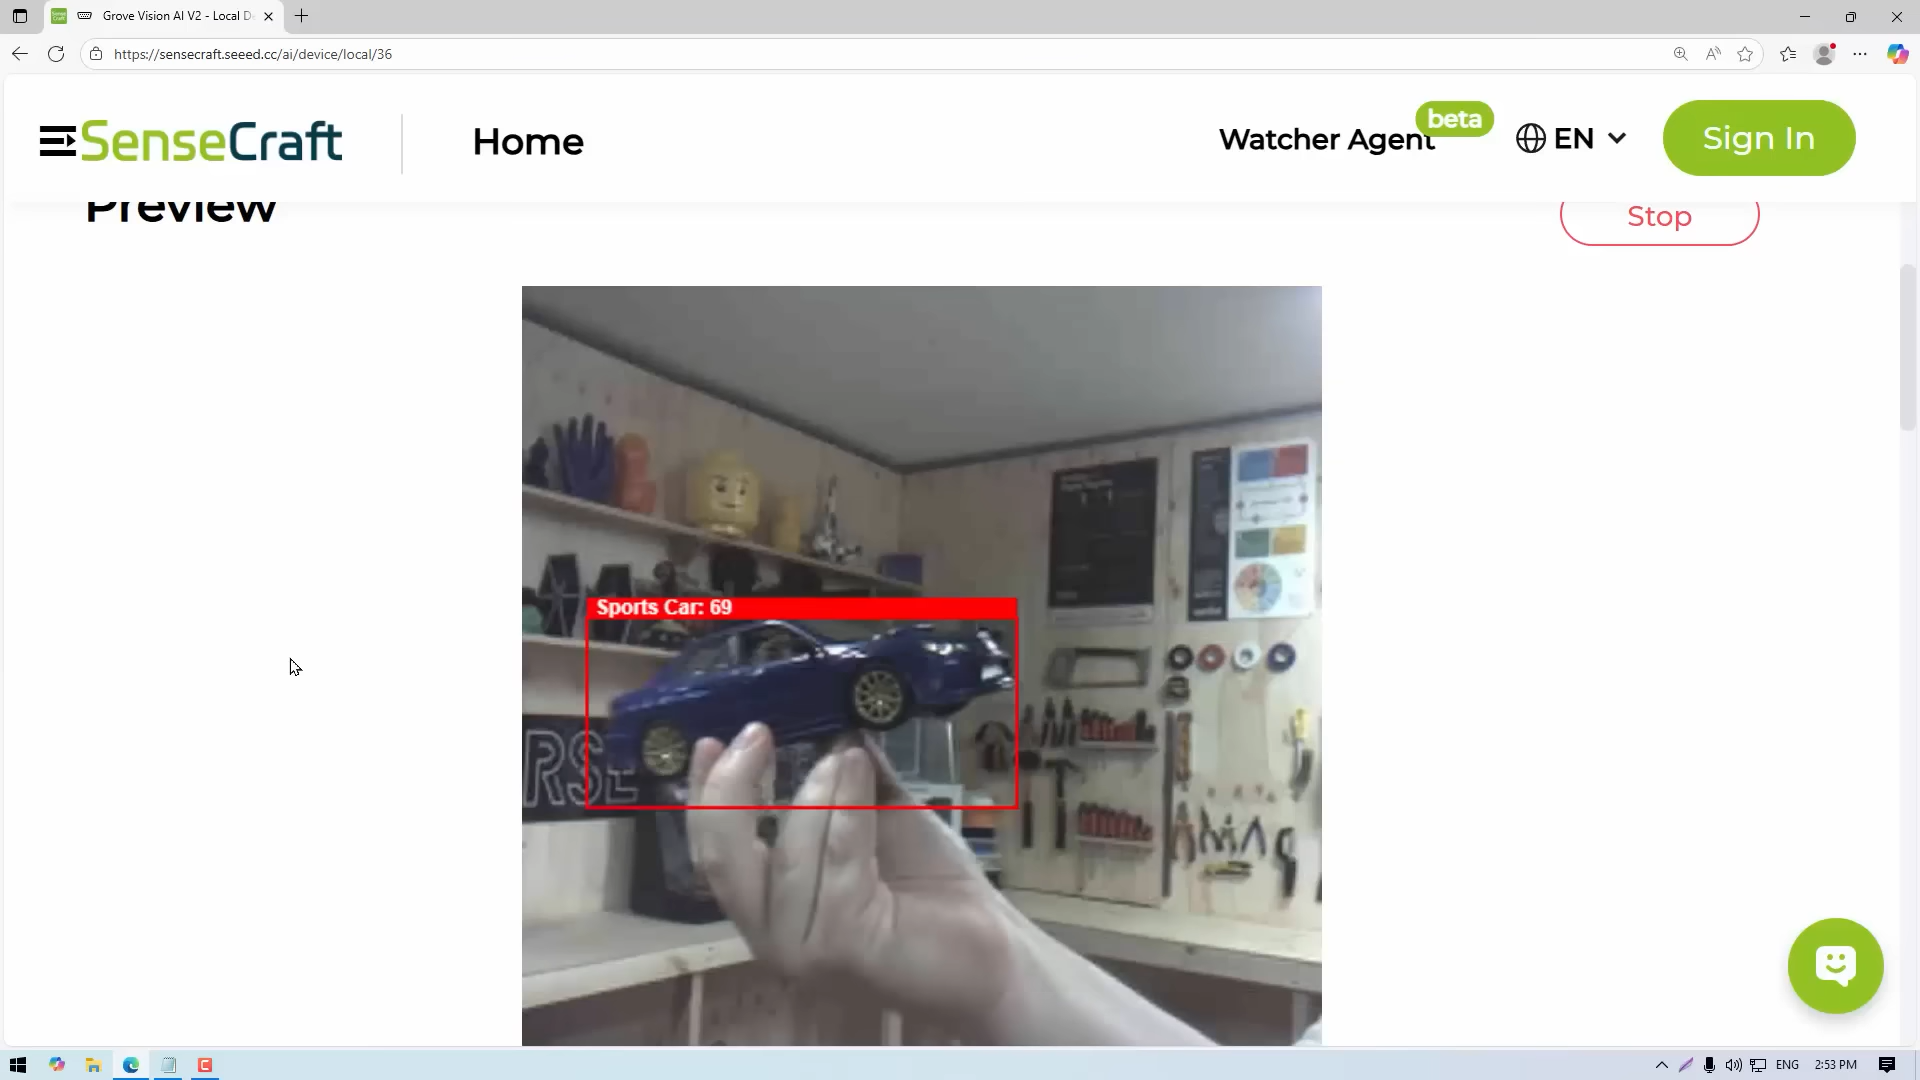 Grove Vision AI V2 - Local D
https://sensecraft.seeed.cc/ai/device/local/36
SenseCraft
Home
Watcher Agent
beta
EN
Sign In
Preview
Stop
Sports Car: 69
RSE
ENG
2:53 PM